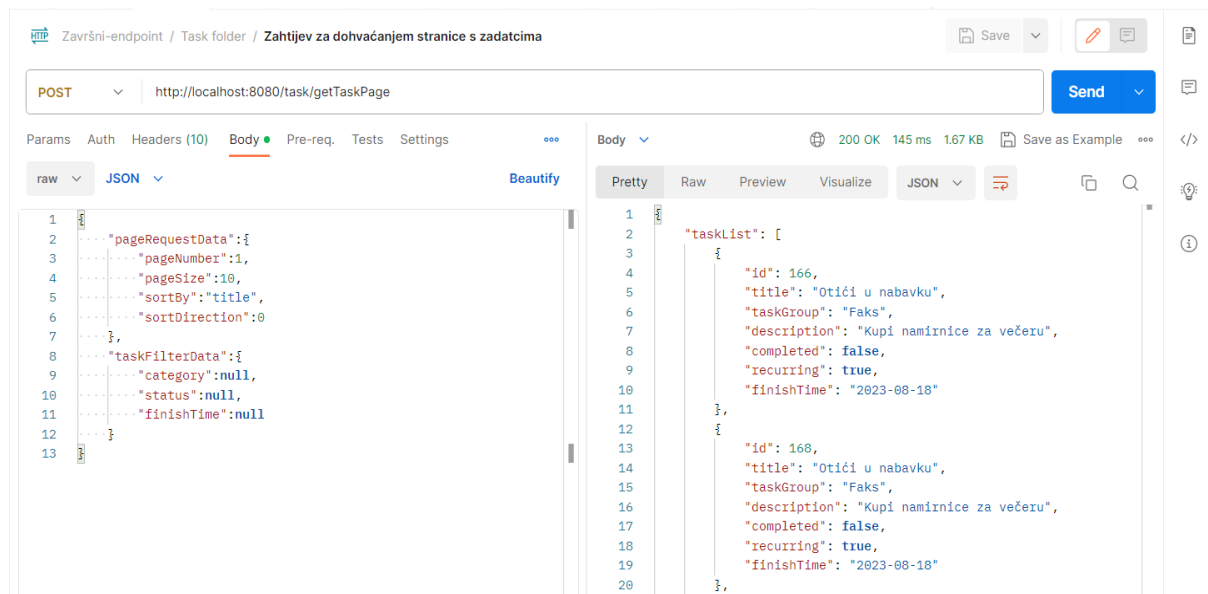 HTTP Završni-endpoint / Task folder / Zahtijev za dohvaćanjem stranice s zadatcima
Save
POST http://localhost:8080/task/getTaskPage
Send
Params Auth Headers (10) Body Pre-req. Tests Settings
raw JSON Beautify
1 {
2 "pageRequestData":{
3 "pageNumber":1,
4 "pageSize":10,
5 "sortBy":"title",
6 "sortDirection":0
7 },
8 "taskFilterData":{
9 "category":null,
10 "status":null,
11 "finishTime":null
12 }
13 }
Body 200 OK 145 ms 1.67 KB Save as Example
Pretty Raw Preview Visualize JSON
1 {
2 "taskList": [
3 {
4 "id": 166,
5 "title": "Otići u nabavku",
6 "taskGroup": "Faks",
7 "description": "Kupi namirnice za večeru",
8 "completed": false,
9 "recurring": true,
10 "finishTime": "2023-08-18"
11 },
12 {
13 "id": 168,
14 "title": "Otići u nabavku",
15 "taskGroup": "Faks",
16 "description": "Kupi namirnice za večeru",
17 "completed": false,
18 "recurring": true,
19 "finishTime": "2023-08-18"
20 },